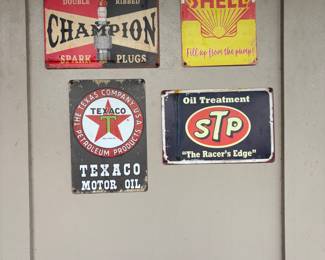 DOUBLE RIBBED
CHAMPION
SPARK PLUGS
SHELL
Fill up from the pump!
THE TEXAS COMPANY U.S.A.
PETROLEUM PRODUCTS
TEXACO
T
TEXACO
MOTOR OIL
Oil Treatment
STP
"The Racer's Edge"